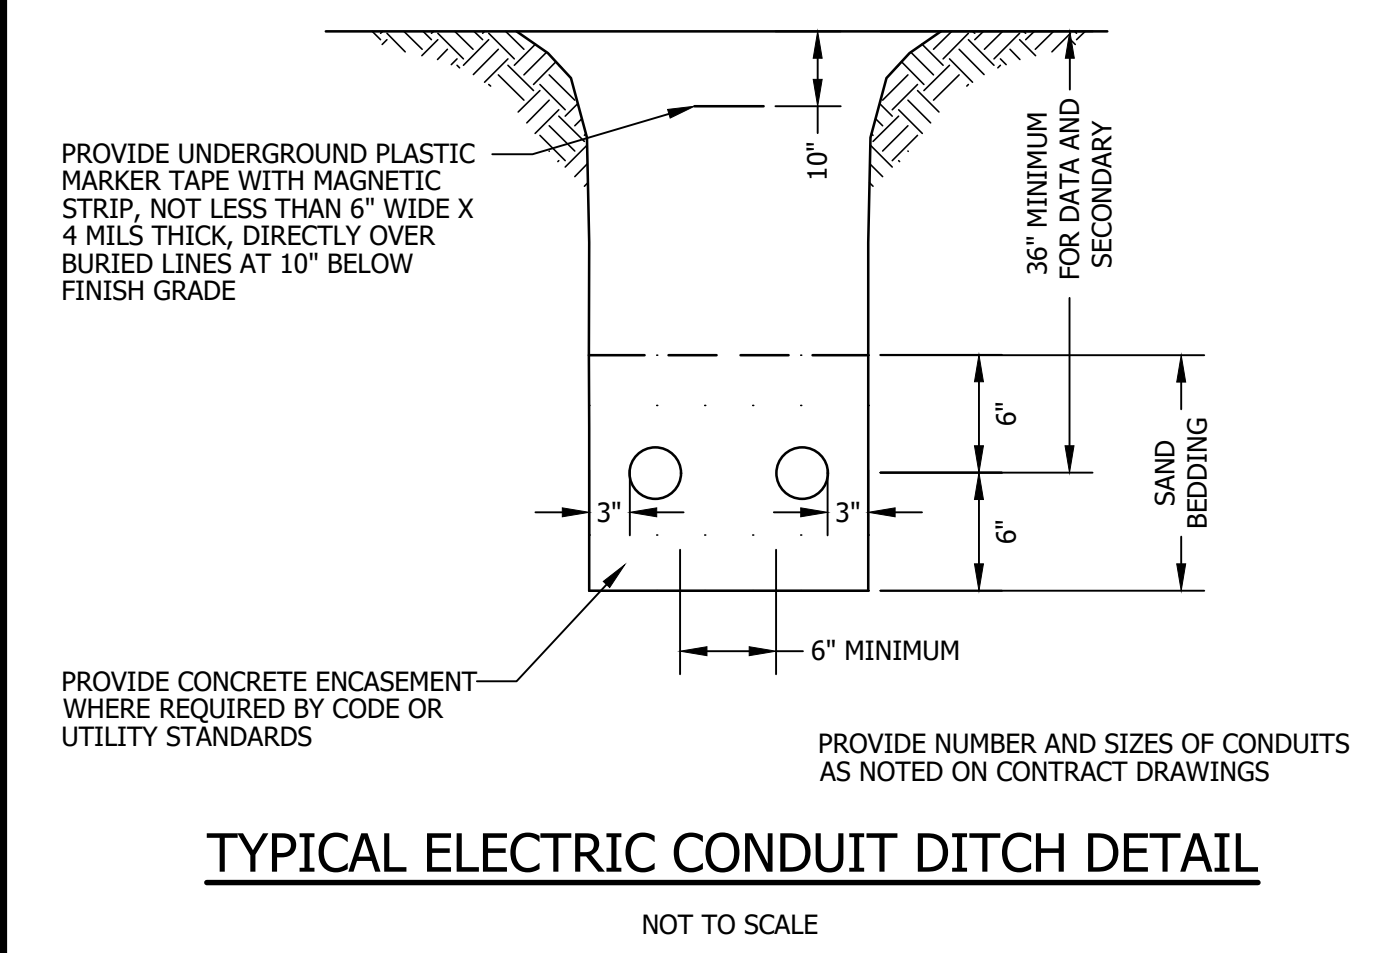 10"
36" MINIMUM
FOR DATA AND
SECONDARY
PROVIDE UNDERGROUND PLASTIC
MARKER TAPE WITH MAGNETIC
STRIP, NOT LESS THAN 6" WIDE X
4 MILS THICK, DIRECTLY OVER
BURIED LINES AT 10" BELOW
FINISH GRADE
6"
SAND
BEDDING
3"
3"
6"
6" MINIMUM
PROVIDE CONCRETE ENCASEMENT
WHERE REQUIRED BY CODE OR
UTILITY STANDARDS
PROVIDE NUMBER AND SIZES OF CONDUITS
AS NOTED ON CONTRACT DRAWINGS
TYPICAL ELECTRIC CONDUIT DITCH DETAIL
NOT TO SCALE